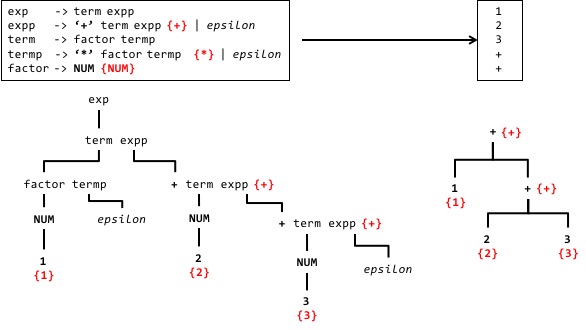 exp -> term expp
expp -> ‘+’ term expp {+} | epsilon
term -> factor termp
termp -> ‘*’ factor termp {*} | epsilon
factor -> NUM {NUM}
1
2
3
+
+
exp
term expp
factor termp
+ term expp {+}
NUM
epsilon
NUM
+ term expp {+}
1
{1}
2
{2}
NUM
epsilon
3
{3}
+ {+}
1
{1}
+ {+}
2
{2}
3
{3}